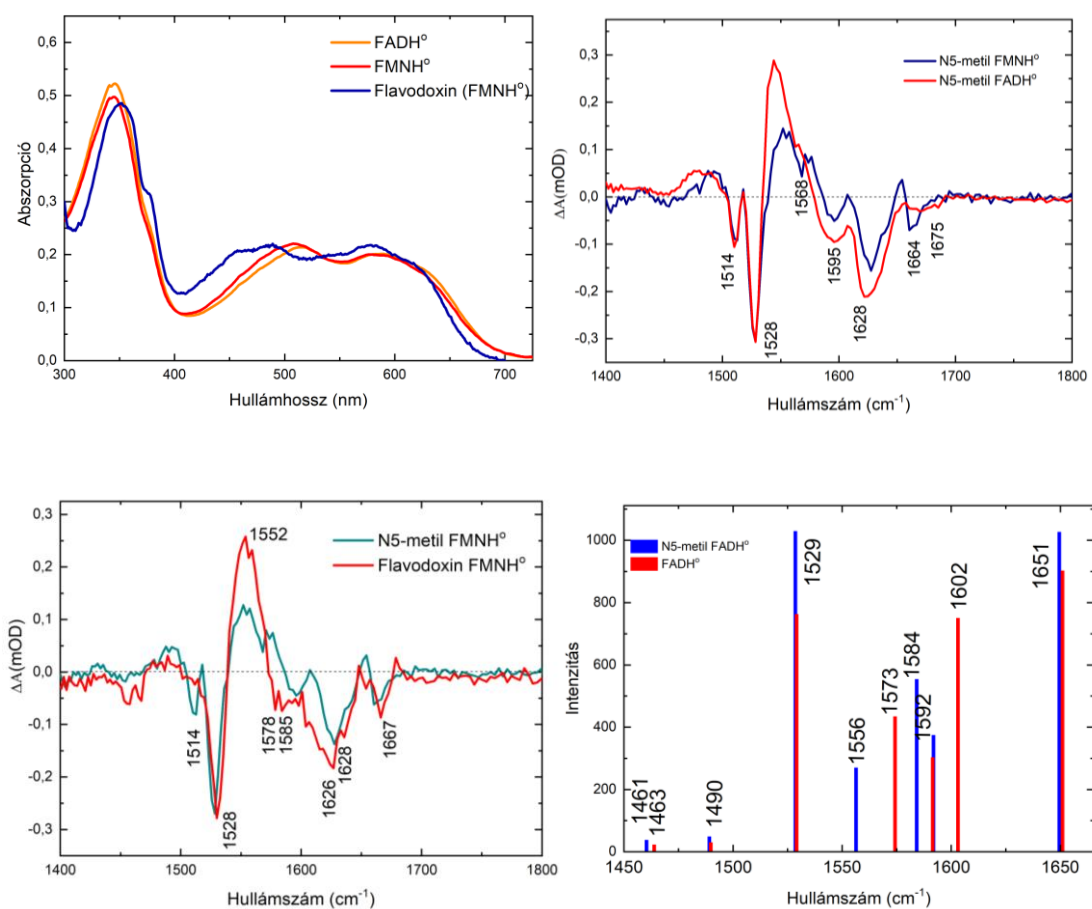 Abszorpció
0,6
0,5
0,4
0,3
0,2
0,1
0,0
FADH°
FMNH°
Flavodoxin (FMNH°)
300 400 500 600 700
Hullámhossz (nm)
ΔA(mOD)
0,3
0,2
0,1
0,0
-0,1
-0,2
-0,3
N5-metil FMNH°
N5-metil FADH°
1514
1528
1568
1595
1628
1664
1675
1400 1500 1600 1700 1800
Hullámszám (cm⁻¹)
ΔA(mOD)
0,3
0,2
0,1
0,0
-0,1
-0,2
-0,3
N5-metil FMNH°
Flavodoxin FMNH°
1552
1514
1528
1578
1585
1626
1628
1667
1400 1500 1600 1700 1800
Hullámszám (cm⁻¹)
Intenzitás
1000
800
600
400
200
0
N5-metil FADH°
FADH°
1461
1463
1490
1529
1556
1573
1584
1592
1602
1651
1450 1500 1550 1600 1650
Hullámszám (cm⁻¹)